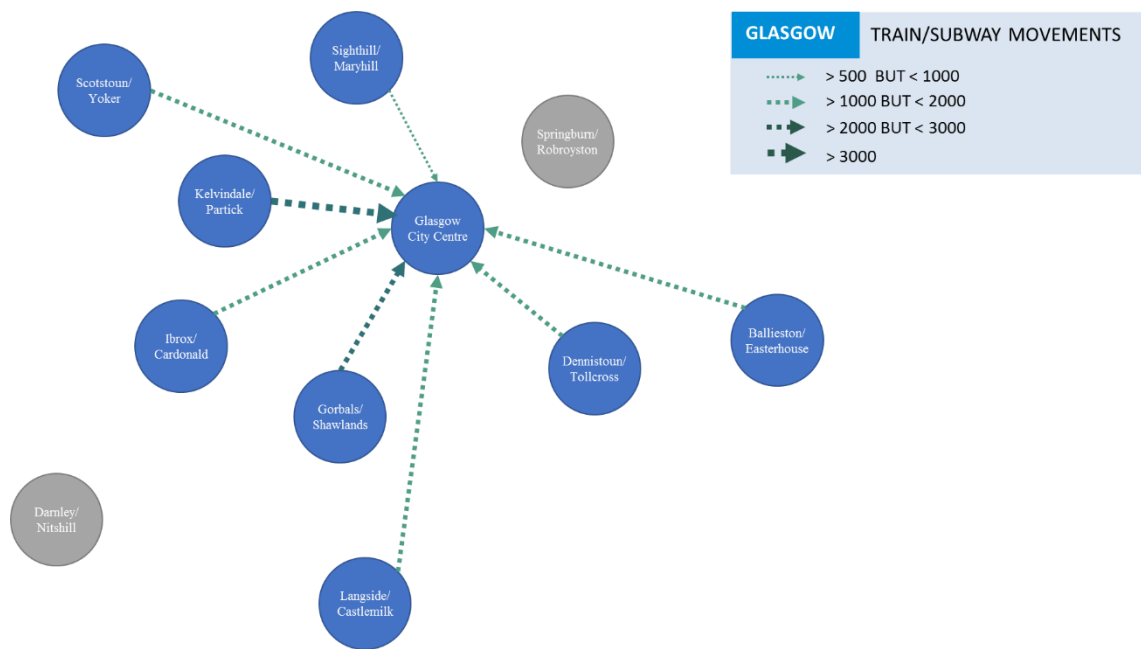 GLASGOW TRAIN/SUBWAY MOVEMENTS
> 500 BUT < 1000
> 1000 BUT < 2000
> 2000 BUT < 3000
> 3000
Sighthill/
Maryhill
Scotstoun/
Yoker
Springburn/
Robroyston
Kelvindale/
Partick
Glasgow
City Centre
Ibrox/
Cardonald
Ballieston/
Easterhouse
Dennistoun/
Tollcross
Gorbals/
Shawlands
Darnley/
Nitshill
Langside/
Castlemilk